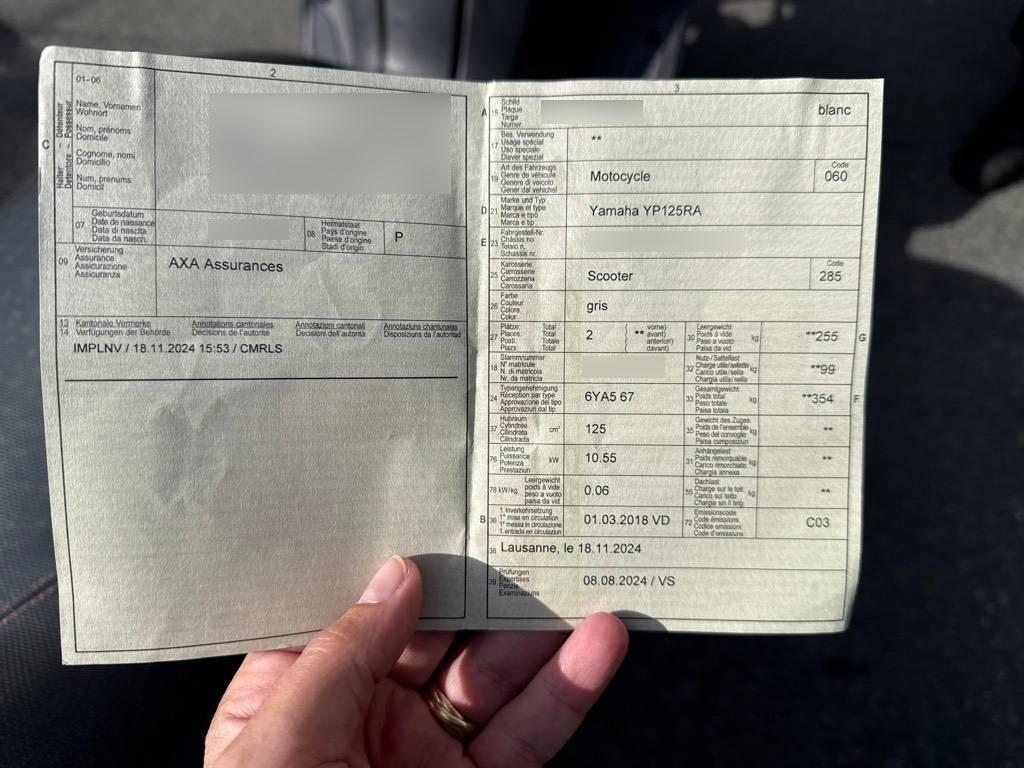 2
01-06
C
Halter – Détenteur
Detentore – Possessur
Name, Vornamen
Wohnort
Nom, prénoms
Domicile
Cognome, nomi
Domicilio
Num, prenums
Domicil
07
Geburtsdatum
Date de naissance
Data di nascita
Data da nasch.
08
Heimatstaat
Pays d'origine
Paese d'origine
Stadi d'origin
P
09
Versicherung
Assurance
Assicurazione
Assicuranza
AXA Assurances
13 Kantonale Vermerke Annotations cantonales Annotazioni cantonali Annotaziuns chantunalas
14 Verfügungen der Behörde Décisions de l'autorité Decisioni dell'autorità Disposiziuns da l'autoritad
IMPLNV / 18.11.2024 15:53 / CMRLS
3
A 15
Schild
Plaque
Targa
Numer
blanc
17
Bes. Verwendung
Usage spécial
Uso speciale
Diever spezial
**
19
Art des Fahrzeugs
Genre de véhicule
Genere di veicolo
Gener dal vehichel
Motocycle
Code
060
D 21
Marke und Typ
Marque et type
Marca e tipo
Marca e tip
Yamaha YP125RA
E 23
Fahrgestell-Nr.
Châssis no
Telaio n.
Schassis nr.
25
Karosserie
Carrosserie
Carrozzeria
Carossaria
Scooter
Code
285
26
Farbe
Couleur
Colore
Colur
gris
27
Plätze: Total
Places: Total
Posti: Totale
Plazs: Total
2
**
vorne)
avant)
anteriori)
davant)
30
Leergewicht
Poids à vide
Peso a vuoto
Paisa da vid
kg
**255
G
18
Stammnummer
N° matricule
N. di matricola
Nr. da matricla
32
Nutz-/Sattellast
Charge utile/sellette
Carico utile/sella
Chargia utila/sella
kg
**99
24
Typengenehmigung
Réception par type
Approvazione del tipo
Approvaziun dal tip
6YA5 67
33
Gesamtgewicht
Poids total
Peso totale
Paisa totala
kg
**354
F
37
Hubraum
Cylindrée
Cilindrata
Cilindrada
cm³
125
35
Gewicht des Zuges
Poids de l'ensemble
Peso del convoglio
Paisa cumposiziun
kg
**
76
Leistung
Puissance
Potenza
Prestaziun
kW
10.55
31
Anhängelast
Poids remorquable
Carico rimorchiato
Chargia annexa
kg
**
78 kW/kg
Leergewicht
poids à vide
peso a vuoto
paisa da vid
0.06
55
Dachlast
Charge sur le toit
Carico sul tetto
Chargia sin il tetg
kg
**
B 36
1. Inverkehrsetzung
1re mise en circulation
1a messa in circolazione
1. entrada en circulaziun
01.03.2018 VD
72
Emissionscode
Code émissions
Codice emissioni
Code d'emissiuns
C03
38
Lausanne, le 18.11.2024
39
Prüfungen
Expertises
Perizie
Examinaziuns
08.08.2024 / VS